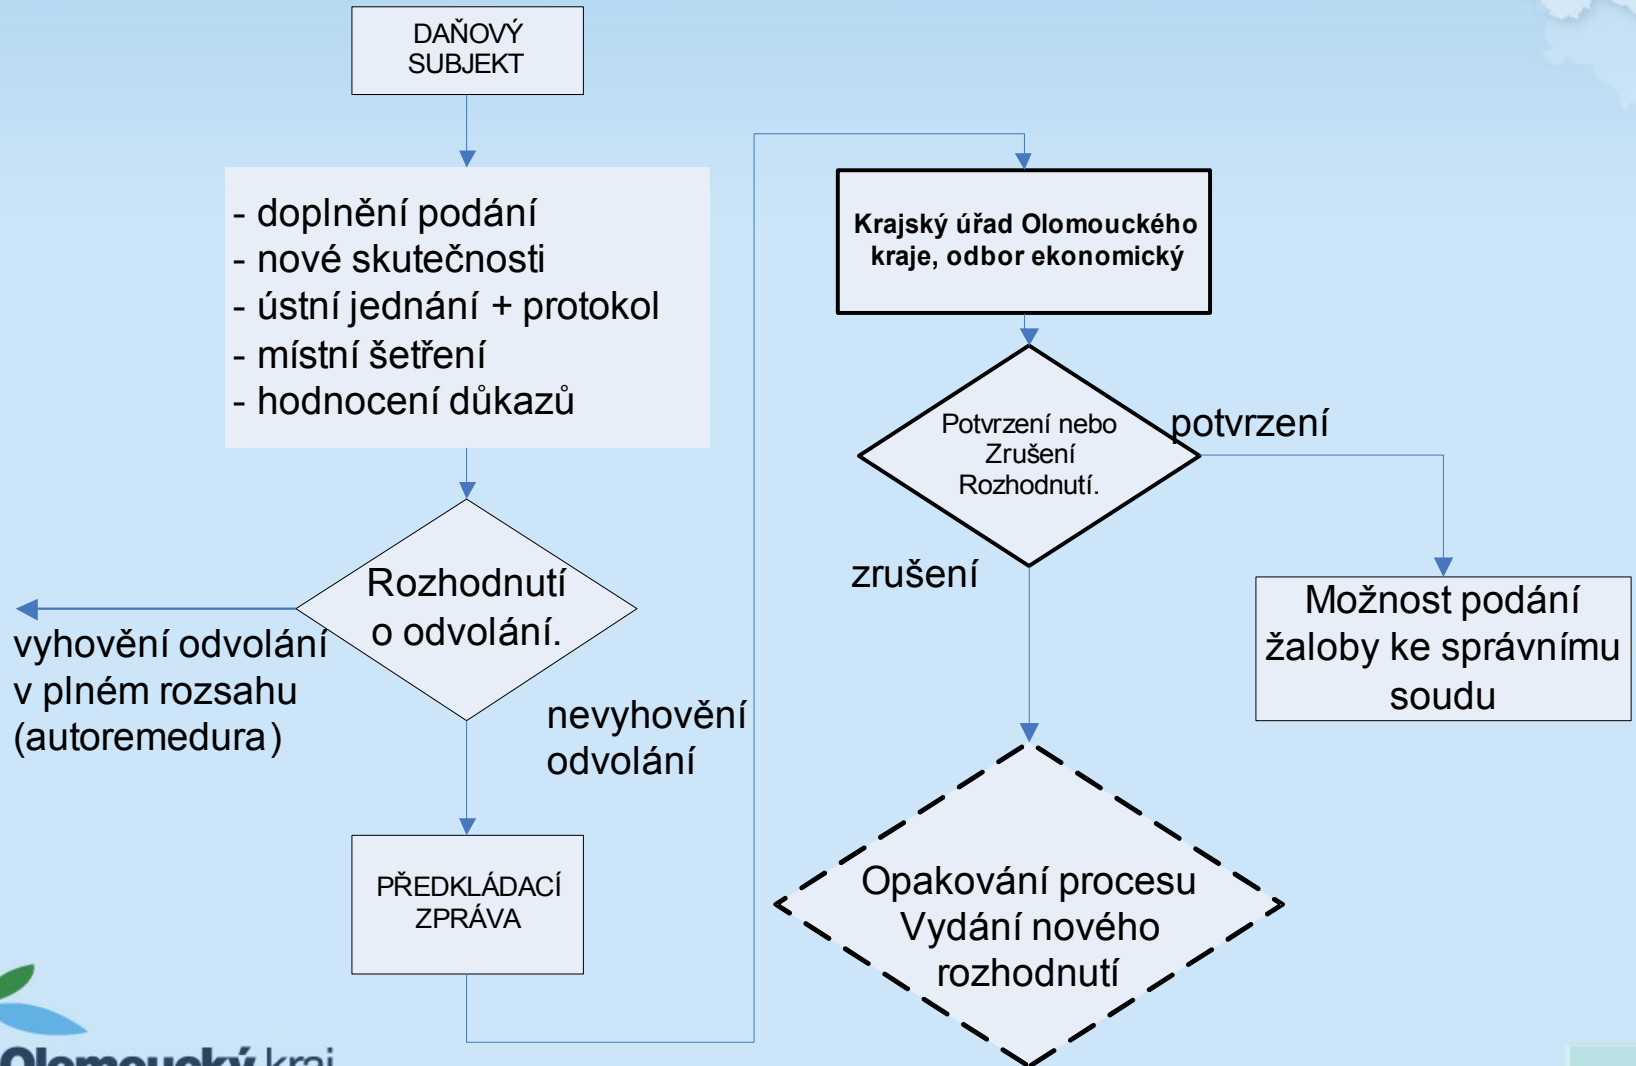 DAŇOVÝ
SUBJEKT
- doplnění podání
- nové skutečnosti
- ústní jednání + protokol
- místní šetření
- hodnocení důkazů
Rozhodnutí
o odvolání.
vyhovění odvolání
v plném rozsahu
(autoremedura)
nevyhovění
odvolání
PŘEDKLÁDACÍ
ZPRÁVA
Krajský úřad Olomouckého
kraje, odbor ekonomický
Potvrzení nebo
Zrušení
Rozhodnutí.
potvrzení
zrušení
Možnost podání
žaloby ke správnímu
soudu
Opakování procesu
Vydání nového
rozhodnutí
Olomoucký kraj